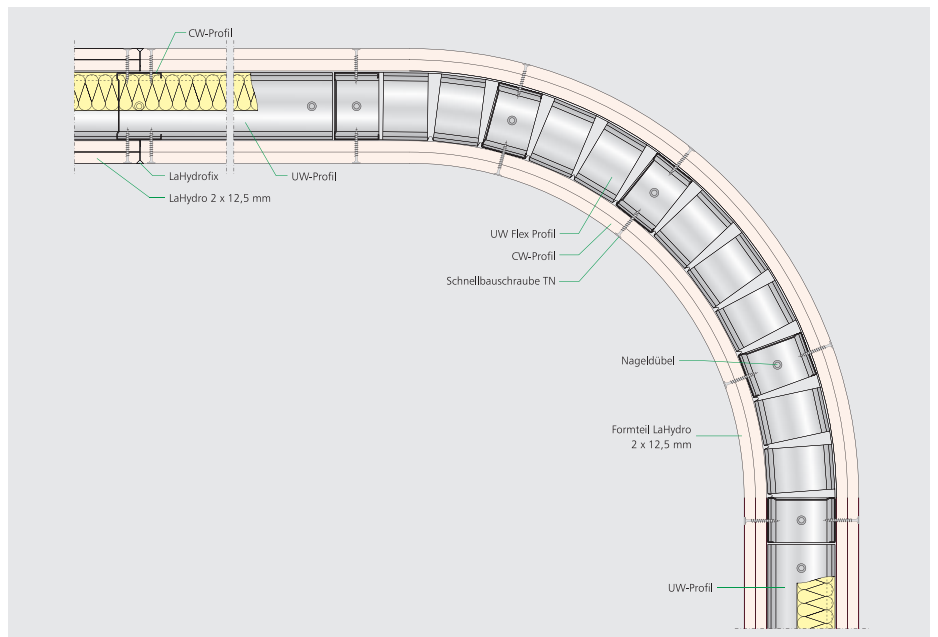 CW-Profil
LaHydrofix
UW-Profil
LaHydro 2 x 12,5 mm
UW Flex Profil
CW-Profil
Schnellbauschraube TN
Nageldübel
Formteil LaHydro
2 x 12,5 mm
UW-Profil